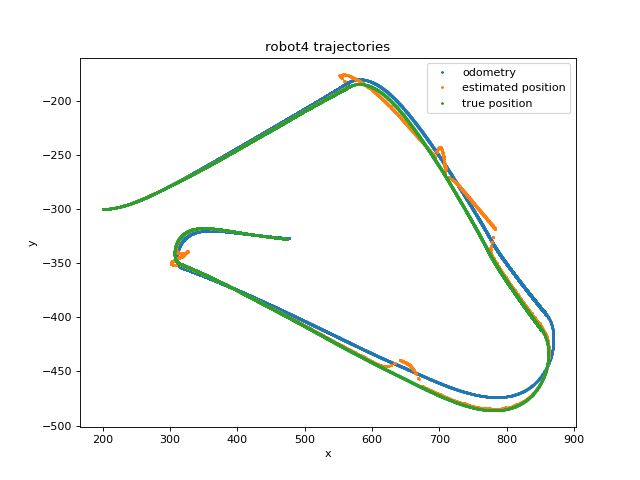 robot4 trajectories
odometry
estimated position
true position
−200
−250
−300
−350
−400
−450
−500
y
200 300 400 500 600 700 800 900
x